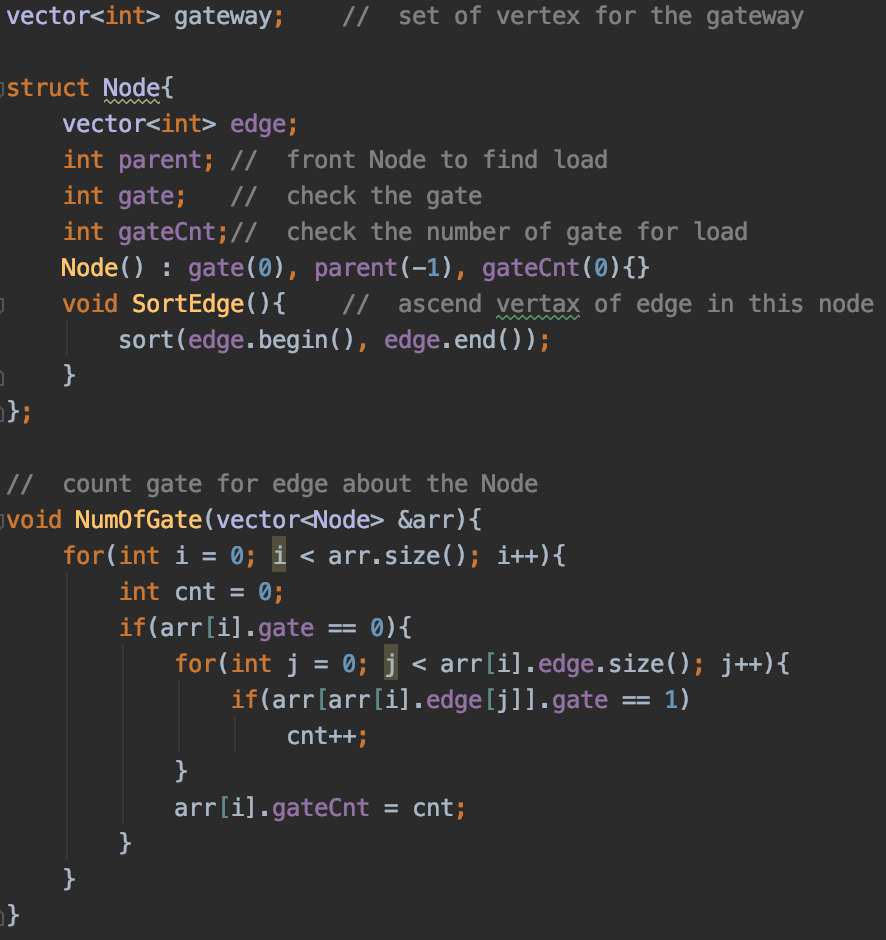 vector<int> gateway;    //  set of vertex for the gateway
struct Node{
    vector<int> edge;
    int parent; //  front Node to find load
    int gate;   //  check the gate
    int gateCnt;//  check the number of gate for load
    Node() : gate(0), parent(-1), gateCnt(0){}
    void SortEdge(){    //  ascend vertax of edge in this node
        sort(edge.begin(), edge.end());
    }
};
//  count gate for edge about the Node
void NumOfGate(vector<Node> &arr){
    for(int i = 0; i < arr.size(); i++){
        int cnt = 0;
        if(arr[i].gate == 0){
            for(int j = 0; j < arr[i].edge.size(); j++){
                if(arr[arr[i].edge[j]].gate == 1)
                    cnt++;
            }
            arr[i].gateCnt = cnt;
        }
    }
}